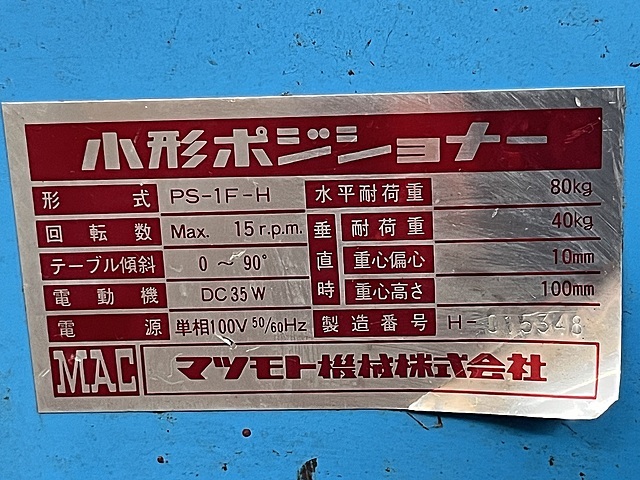 小形ポジショナー
形式 PS-1F-H 水平耐荷重 80kg
回転数 Max. 15r.p.m. 垂直時 耐荷重 40kg
テーブル傾斜 0～90° 重心偏心 10mm
電動機 DC35W 重心高さ 100mm
電源 単相100V 50/60Hz 製造番号 H-015348
MAC マツモト機械株式会社